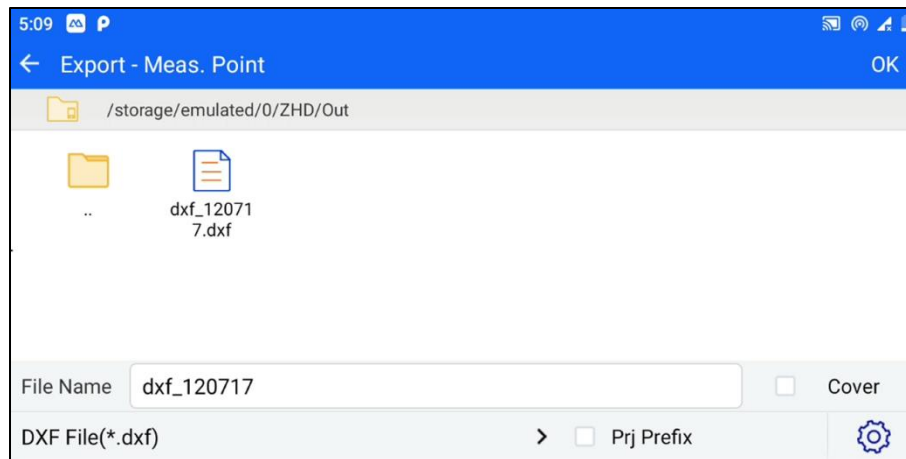 5:09
Export - Meas. Point
OK
/storage/emulated/0/ZHD/Out
..
dxf_12071
7.dxf
File Name
dxf_120717
Cover
DXF File(*.dxf)
Prj Prefix